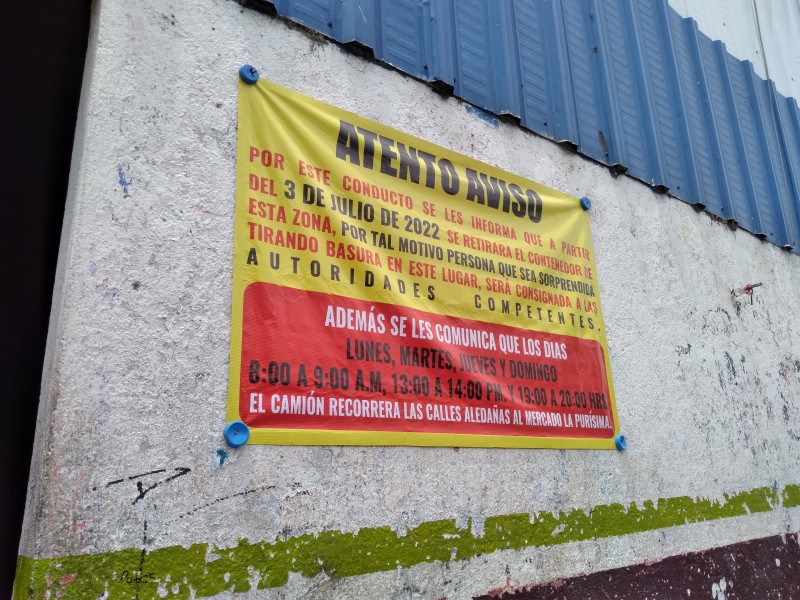 ATENTO AVISO
POR ESTE CONDUCTO SE LES INFORMA QUE A PARTIR
DEL 3 DE JULIO DE 2022 SE RETIRARA EL CONTENEDOR DE
ESTA ZONA, POR TAL MOTIVO PERSONA QUE SEA SORPRENDIDA
TIRANDO BASURA EN ESTE LUGAR, SERÁ CONSIGNADA A LAS
AUTORIDADES COMPETENTES.
ADEMÁS SE LES COMUNICA QUE LOS DIAS
LUNES, MARTES, JUEVES Y DOMINGO
8:00 A 9:00 A.M, 13:00 A 14:00 PM. Y 19:00 A 20:00 HRS
EL CAMIÓN RECORRERA LAS CALLES ALEDAÑAS AL MERCADO LA PURÍSIMA.